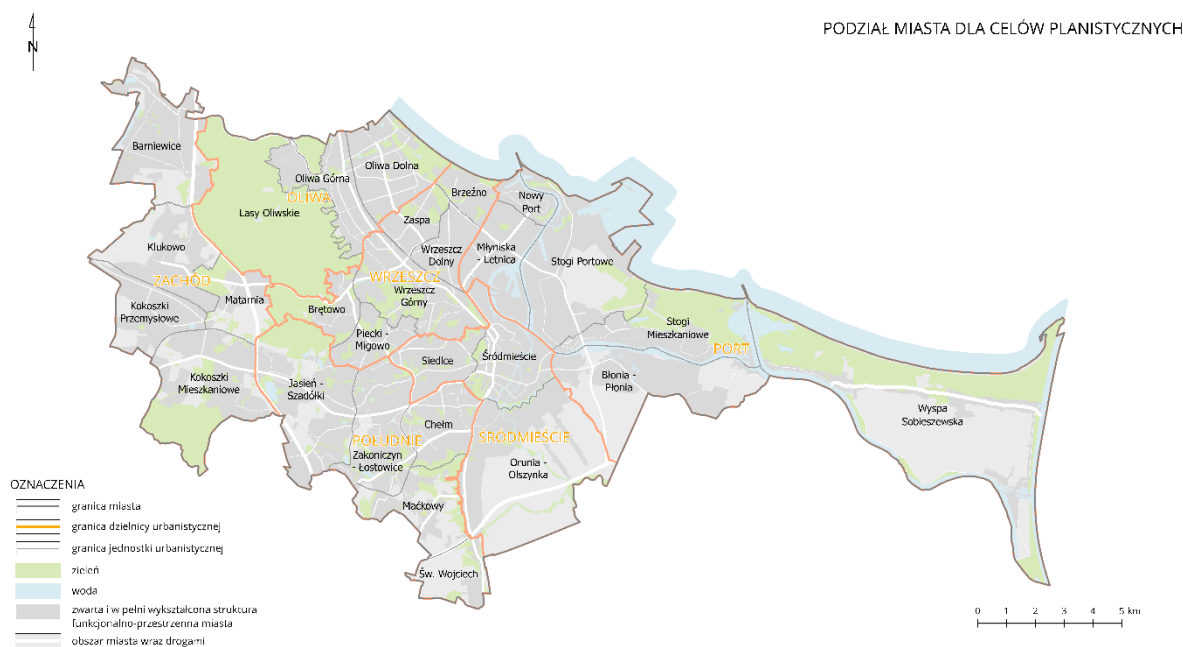 PODZIAŁ MIASTA DLA CELÓW PLANISTYCZNYCH
N
Barniewice
Oliwa Dolna
Oliwa Górna
OLIWA
Lasy Oliwskie
Brzeźno
Nowy
Port
Zaspa
Klukowo
Wrzeszcz
Dolny
Młyniska
- Letnica
Stogi Portowe
ZACHÓD
WRZESZCZ
Wrzeszcz
Górny
Matarnia
Brętowo
Kokoszki
Przemysłowe
Stogi
Mieszkaniowe
Piecki -
Migowo
PORT
Siedlce
Śródmieście
Kokoszki
Mieszkaniowe
Jasień -
Szadółki
Błonia -
Płonia
Wyspa
Sobieszewska
Chełm
POŁUDNIE
ŚRÓDMIEŚCIE
Zakoniczyn
- Łostowice
Orunia -
Olszynka
Maćkowy
Św. Wojciech
OZNACZENIA
granica miasta
granica dzielnicy urbanistycznej
granica jednostki urbanistycznej
zieleń
woda
zwarta i w pełni wykształcona struktura
funkcjonalno-przestrzenna miasta
obszar miasta wraz drogami
0 1 2 3 4 5 km